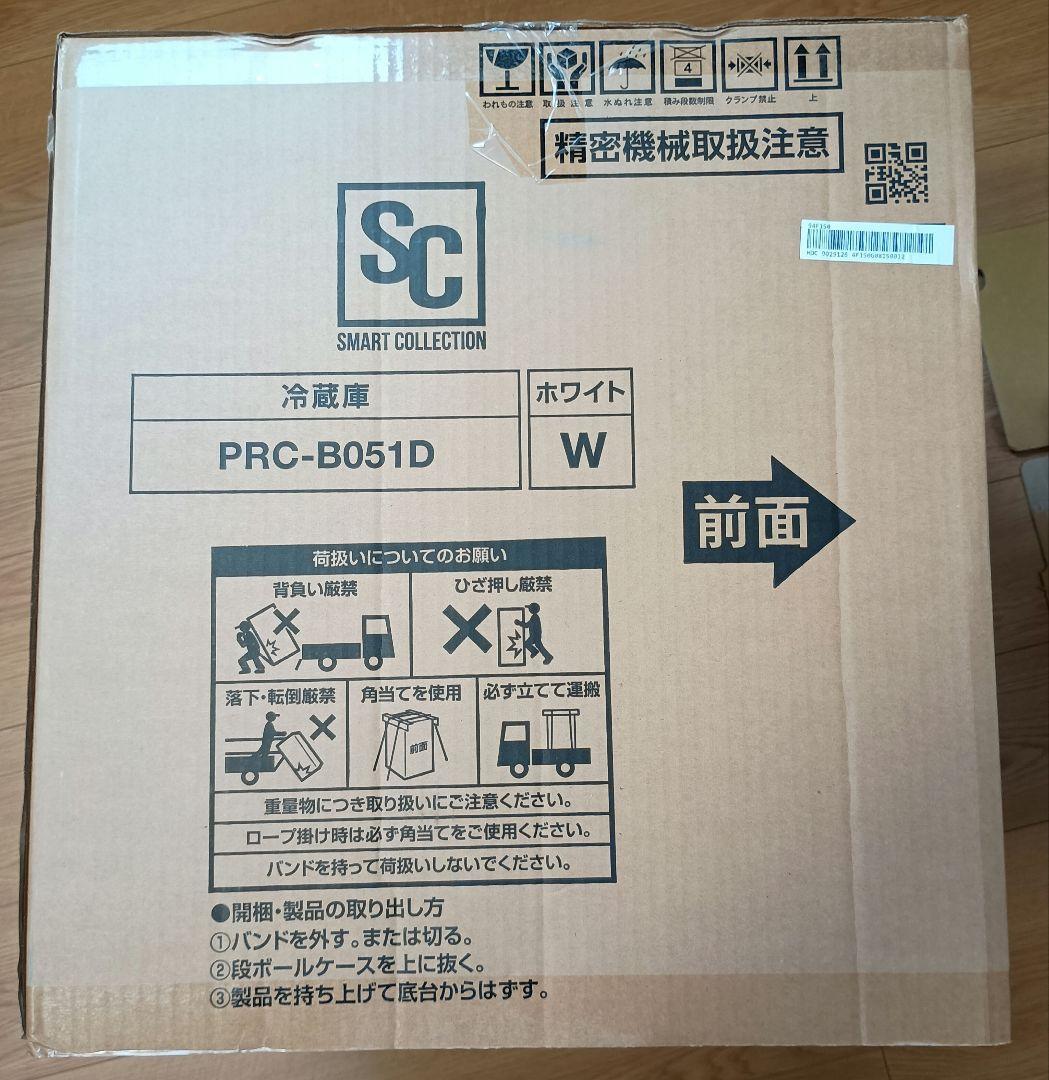 われもの注意 取扱注意 水ぬれ注意 積み段数制限 クランプ禁止 上
4
精密機械取扱注意
SC
SMART COLLECTION
S4F150
HDC 9029126
冷蔵庫
ホワイト
PRC-B051D
W
前面
荷扱いについてのお願い
背負い厳禁
ひざ押し厳禁
落下・転倒厳禁
角当てを使用
必ず立てて運搬
前面
重量物につき取り扱いにご注意ください。
ロープ掛け時は必ず角当てをご使用ください。
バンドを持って荷扱いしないでください。
●開梱・製品の取り出し方
①バンドを外す。または切る。
②段ボールケースを上に抜く。
③製品を持ち上げて底台からはずす。